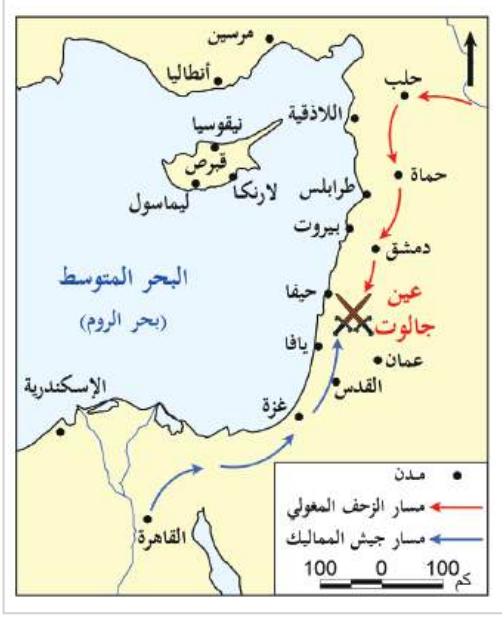 مرسين
أنطاليا
حلب
اللاذقية
نيقوسيا
قبرص
حماة
لارنكا
طرابلس
ليماسول
بيروت
دمشق
البحر المتوسط
(بحر الروم)
حيفا
عين
جالوت
يافا
عمان
القدس
الإسكندرية
غزة
القاهرة
مدن
مسار الزحف المغولي
مسار جيش المماليك
100 0 100 كم